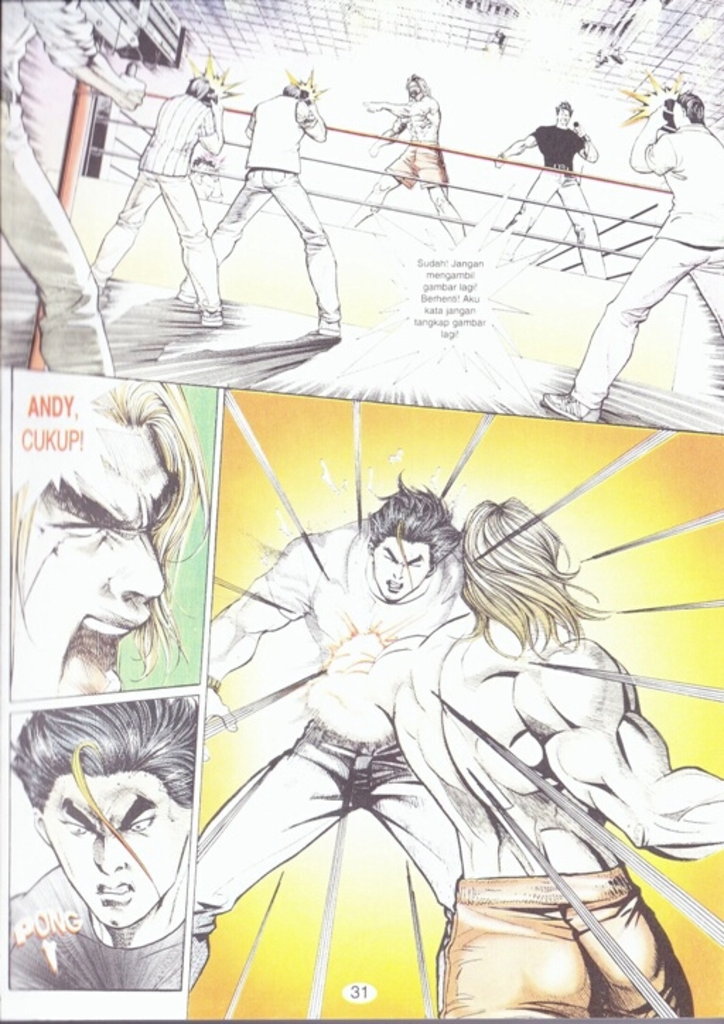 Sudah! Jangan
mengambil
gambar lagi!
Berhenti! Aku
kata jangan
tangkap gambar
lagi!
ANDY,
CUKUP!
PONG
31